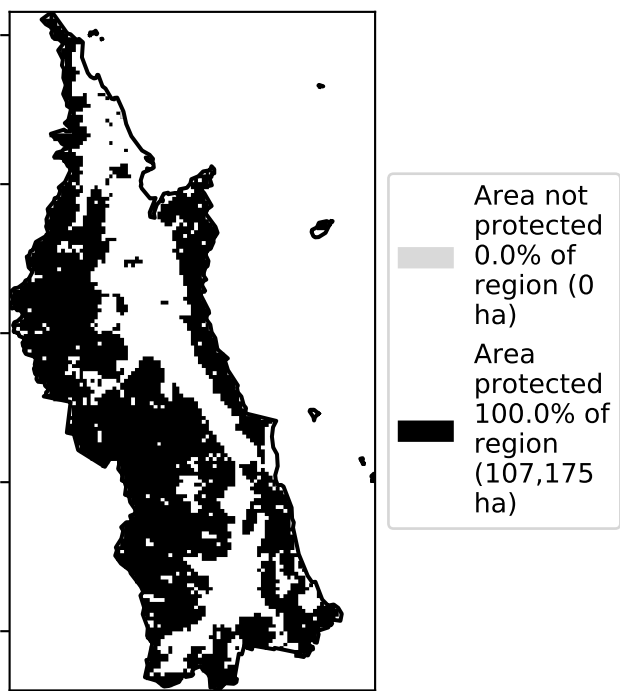 Area not
protected
0.0% of
region (0
ha)
Area
protected
100.0% of
region
(107,175
ha)